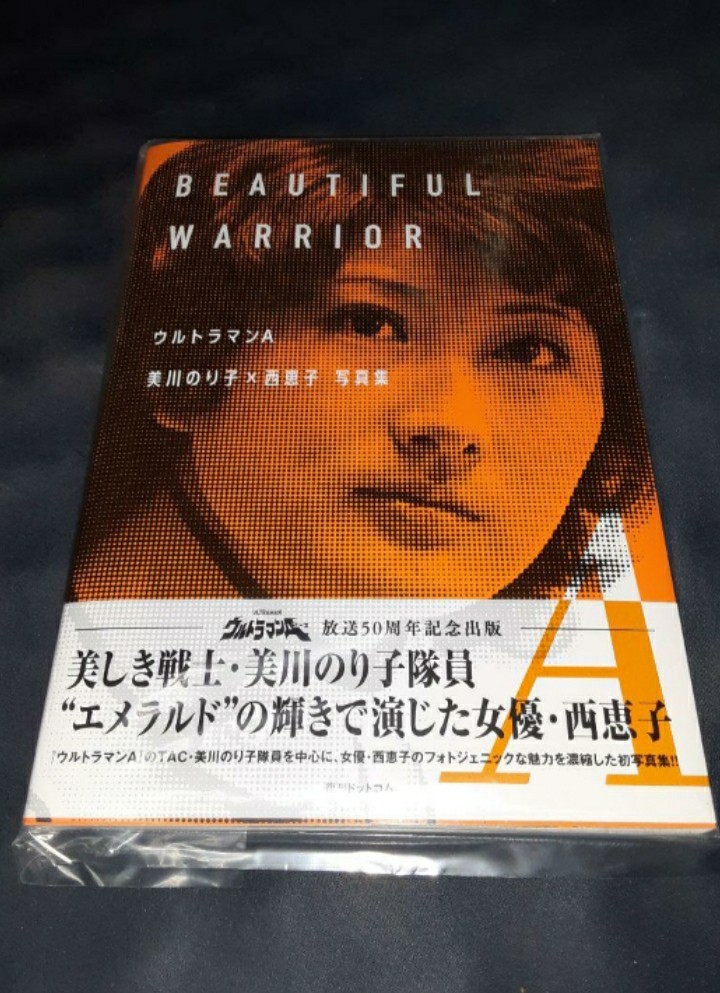 BEAUTIFUL
WARRIOR
ウルトラマンA
美川のり子×西恵子 写真集
ウルトラマンA 放送50周年記念出版
美しき戦士・美川のり子隊員
“エメラルド”の輝きで演じた女優・西恵子
『ウルトラマンA』のTAC・美川のり子隊員を中心に、女優・西恵子のフォトジェニックな魅力を濃縮した初写真集!!
A